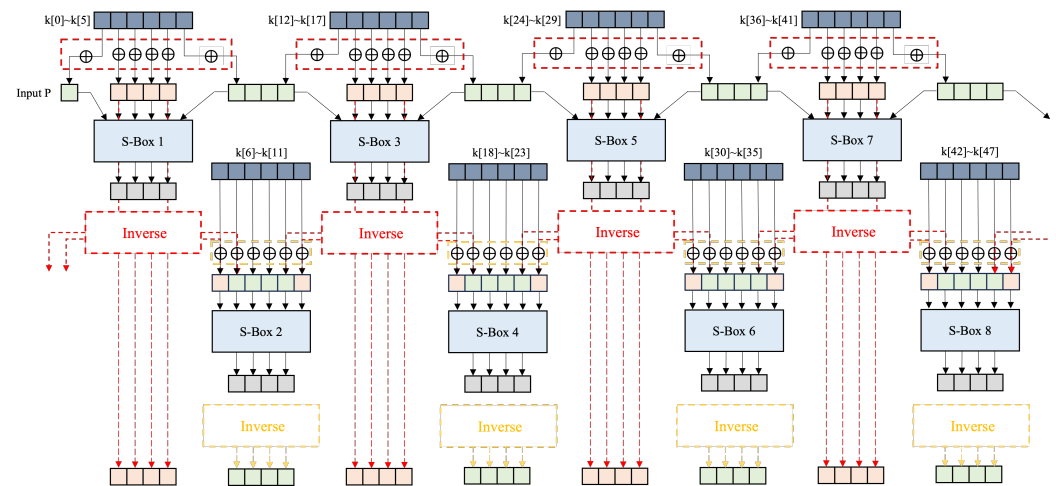 k[0]~k[5] k[12]~k[17] k[24]~k[29] k[36]~k[41]
Input P
S-Box 1 S-Box 3 S-Box 5 S-Box 7
k[6]~k[11] k[18]~k[23] k[30]~k[35] k[42]~k[47]
Inverse Inverse Inverse Inverse
S-Box 2 S-Box 4 S-Box 6 S-Box 8
Inverse Inverse Inverse Inverse